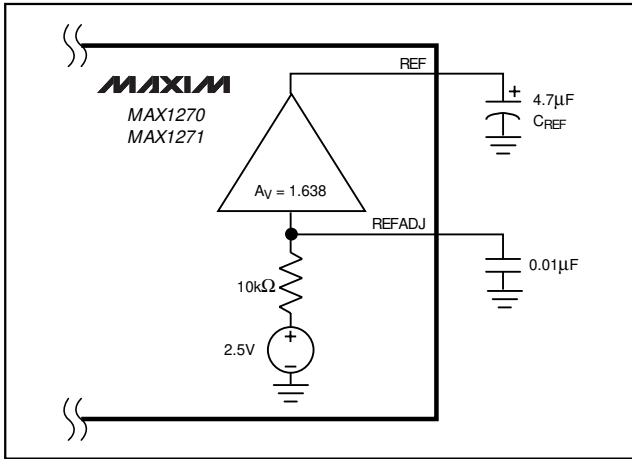 REF
MAXIM
MAX1270
MAX1271
+
4.7µF
CREF
AV = 1.638
REFADJ
0.01µF
10kΩ
+
2.5V
−